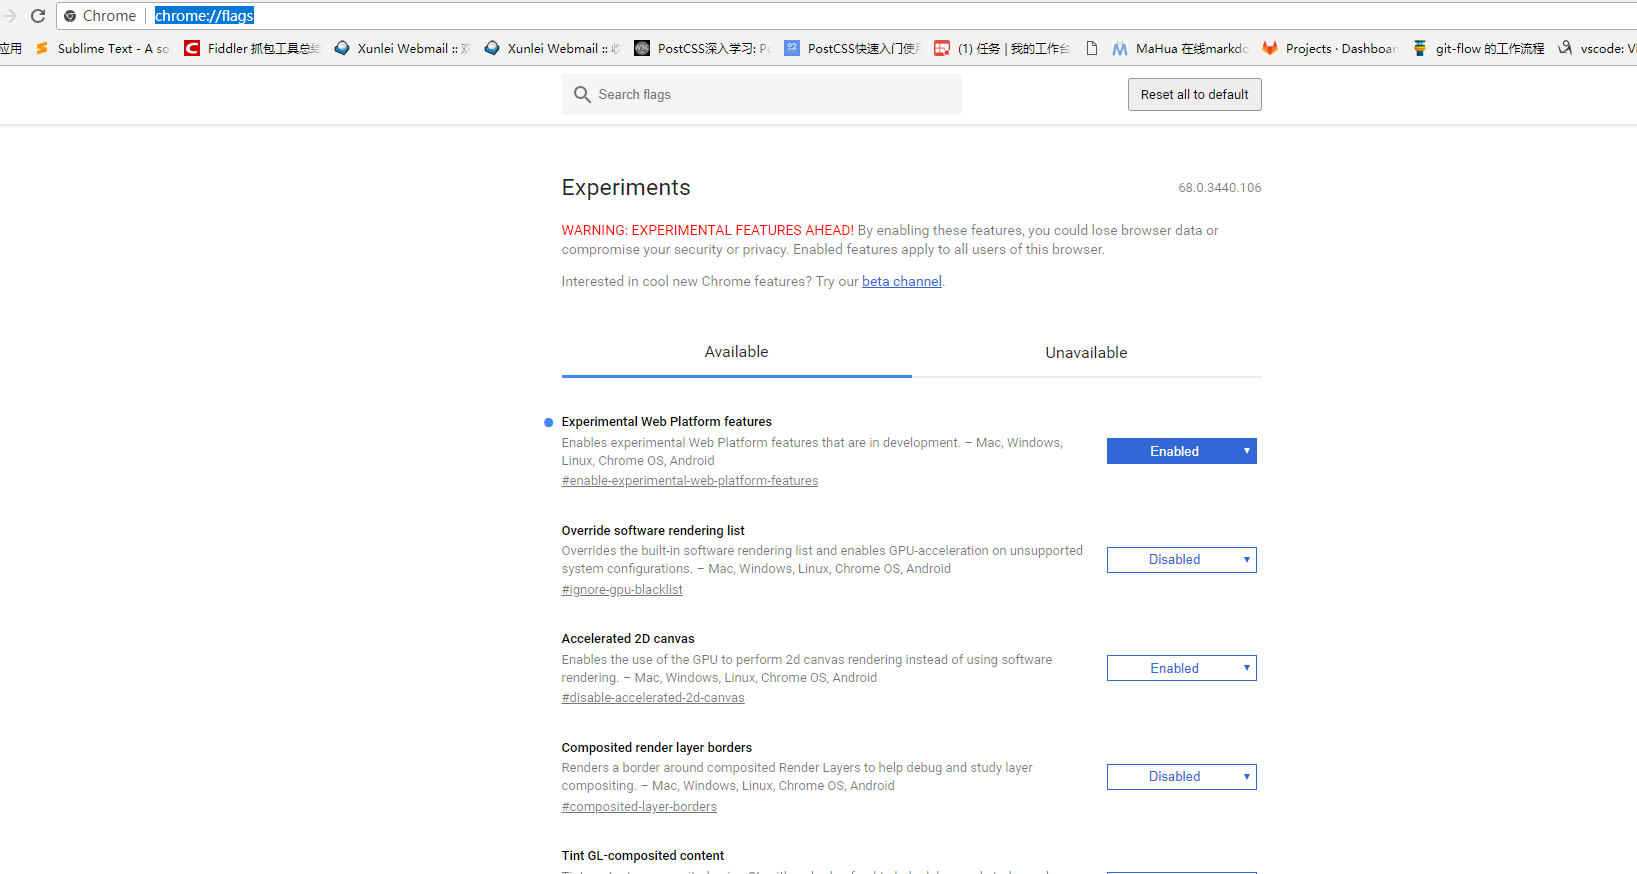 Chrome | chrome://flags
应用 Sublime Text - A so Fiddler 抓包工具总结 Xunlei Webmail :: 欢 Xunlei Webmail :: 收 PostCSS深入学习: Po PostCSS快速入门使用 (1) 任务 | 我的工作台 MaHua 在线markdo Projects · Dashboar git-flow 的工作流程 vscode: Vi
Search flags
Reset all to default
Experiments
68.0.3440.106
WARNING: EXPERIMENTAL FEATURES AHEAD! By enabling these features, you could lose browser data or
compromise your security or privacy. Enabled features apply to all users of this browser.
Interested in cool new Chrome features? Try our beta channel.
Available
Unavailable
Experimental Web Platform features
Enables experimental Web Platform features that are in development. – Mac, Windows,
Linux, Chrome OS, Android
#enable-experimental-web-platform-features
Enabled
Override software rendering list
Overrides the built-in software rendering list and enables GPU-acceleration on unsupported
system configurations. – Mac, Windows, Linux, Chrome OS, Android
#ignore-gpu-blacklist
Disabled
Accelerated 2D canvas
Enables the use of the GPU to perform 2d canvas rendering instead of using software
rendering. – Mac, Windows, Linux, Chrome OS, Android
#disable-accelerated-2d-canvas
Enabled
Composited render layer borders
Renders a border around composited Render Layers to help debug and study layer
compositing. – Mac, Windows, Linux, Chrome OS, Android
#composited-layer-borders
Disabled
Tint GL-composited content